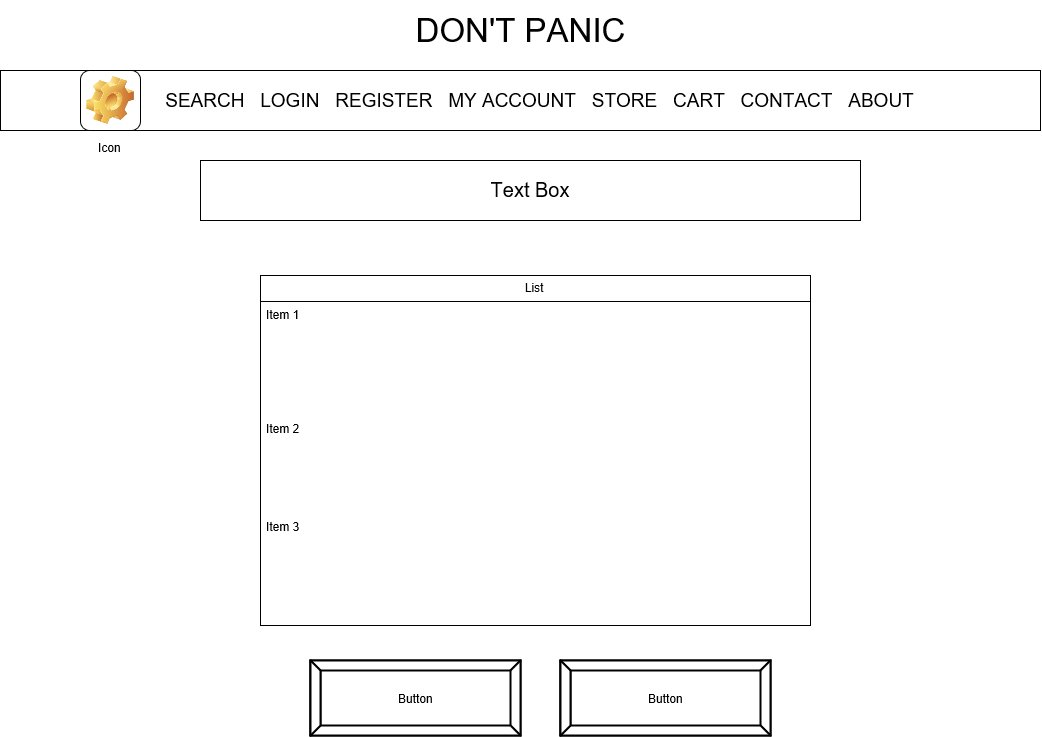 DON'T PANIC
SEARCH LOGIN REGISTER MY ACCOUNT STORE CART CONTACT ABOUT
Icon
Text Box
List
Item 1
Item 2
Item 3
Button Button